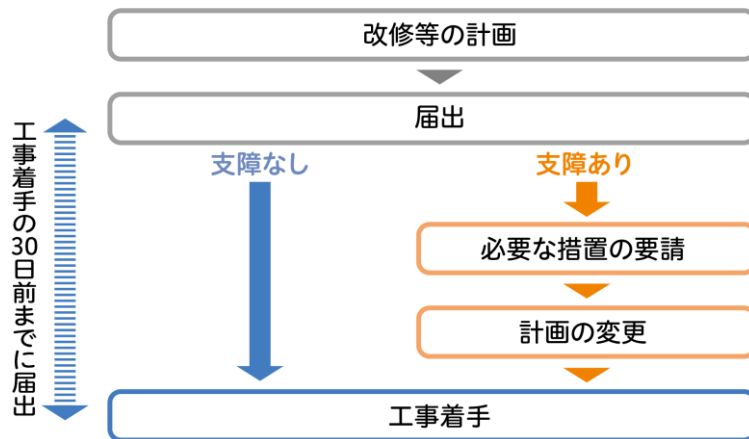 改修等の計画
届出
支障なし
支障あり
必要な措置の要請
計画の変更
工事着手
工事着手の30日前までに届出